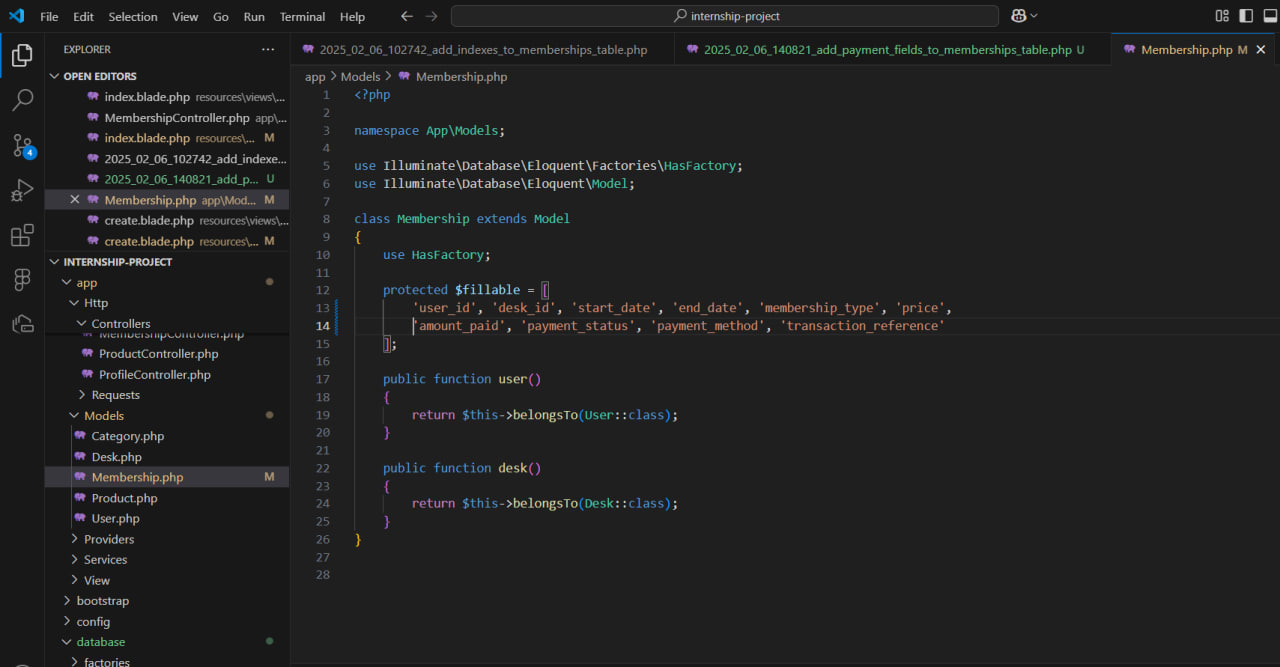 File Edit Selection View Go Run Terminal Help
internship-project
EXPLORER
2025_02_06_102742_add_indexes_to_memberships_table.php
2025_02_06_140821_add_payment_fields_to_memberships_table.php U
Membership.php M
app > Models > Membership.php
OPEN EDITORS
index.blade.php resources\views\...
MembershipController.php app\...
index.blade.php resources\... M
2025_02_06_102742_add_indexe...
2025_02_06_140821_add_p... U
Membership.php app\Mod... M
create.blade.php resources\views\...
create.blade.php resources\... M
4
INTERNSHIP-PROJECT
app
Http
Controllers
MembershipController.php
ProductController.php
ProfileController.php
Requests
Models
Category.php
Desk.php
Membership.php M
Product.php
User.php
Providers
Services
View
bootstrap
config
database
factories
1 <?php
2
3 namespace App\Models;
4
5 use Illuminate\Database\Eloquent\Factories\HasFactory;
6 use Illuminate\Database\Eloquent\Model;
7
8 class Membership extends Model
9 {
10 use HasFactory;
11
12 protected $fillable = [
13 'user_id', 'desk_id', 'start_date', 'end_date', 'membership_type', 'price',
14 'amount_paid', 'payment_status', 'payment_method', 'transaction_reference'
15 ];
16
17 public function user()
18 {
19 return $this->belongsTo(User::class);
20 }
21
22 public function desk()
23 {
24 return $this->belongsTo(Desk::class);
25 }
26 }
27
28